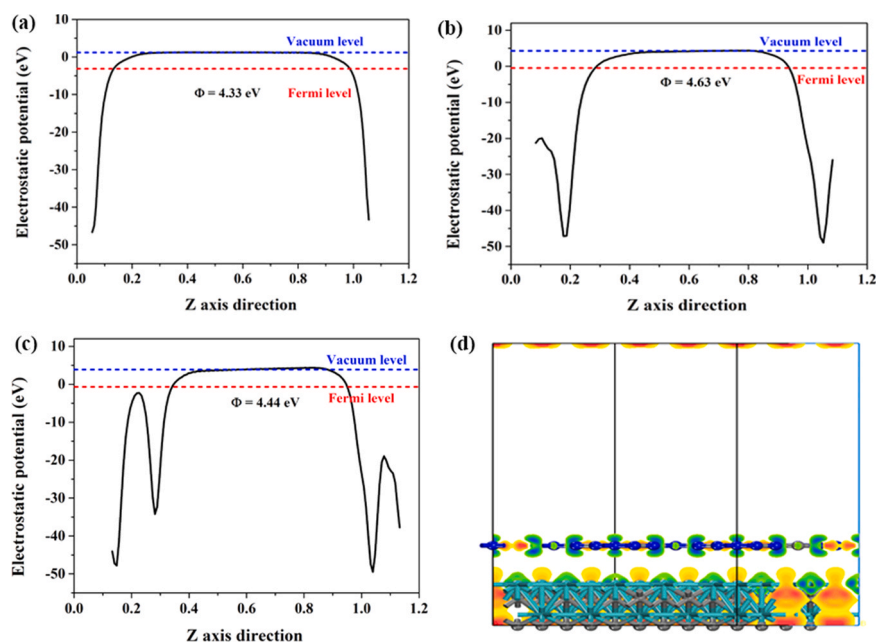 (a)
10
5
0
-10
-20
-30
-40
-50
Electrostatic potential (eV)
Vacuum level
Φ = 4.33 eV
Fermi level
0.0 0.2 0.4 0.6 0.8 1.0 1.2
Z axis direction
(b)
10
5
0
-10
-20
-30
-40
-50
Electrostatic potential (eV)
Vacuum level
Φ = 4.63 eV
Fermi level
0.0 0.2 0.4 0.6 0.8 1.0 1.2
Z axis direction
(c)
10
0
-10
-20
-30
-40
-50
Electrostatic potential (eV)
Vacuum level
Φ = 4.44 eV
Fermi level
0.0 0.2 0.4 0.6 0.8 1.0 1.2
Z axis direction
(d)